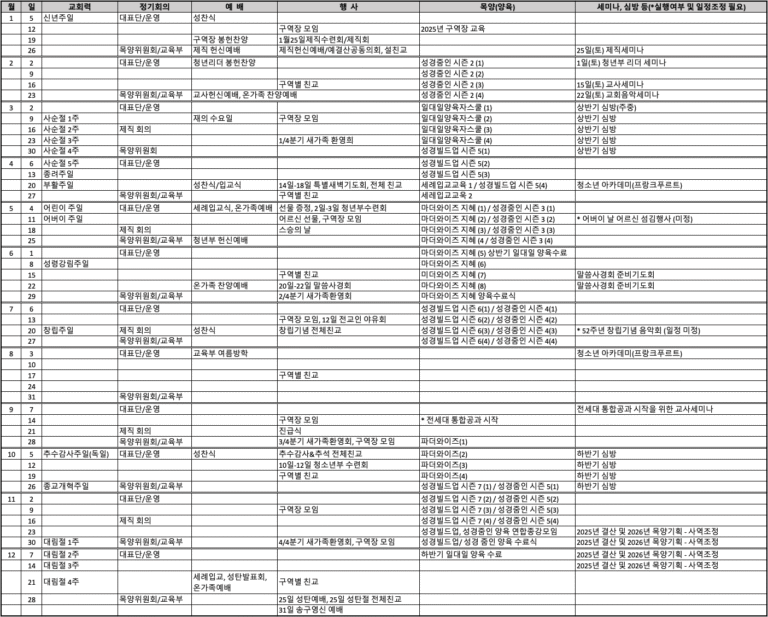 월 일 교회력 정기회의 예 배 행 사 목양(양육) 세미나, 심방 등(*실행여부 및 일정조정 필요)
1 5 신년주일 대표단/운영 성찬식
12 구역장 모임 2025년 구역장 교육
19 구역장 봉헌찬양 1월25일제직수련회/제직회
26 목양위원회/교육부 제직 헌신예배 제직헌신예배/예결산공동의회, 설친교 25일(토) 제직세미나
2 2 대표단/운영 청년리더 봉헌찬양 성경중인 시즌 2 (1) 1일(토) 청년부 리더 세미나
9 성경중인 시즌 2 (2)
16 구역별 친교 성경중인 시즌 2 (3) 15일(토) 교사세미나
23 목양위원회/교육부 교사헌신예배, 온가족 찬양예배 성경중인 시즌 2 (4) 22일(토) 교회음악세미나
3 2 대표단/운영 일대일양육자스쿨 (1) 상반기 심방(주중)
9 사순절 1주 재의 수요일 구역장 모임 일대일양육자스쿨 (2) 상반기 심방
16 사순절 2주 제직 회의 일대일양육자스쿨 (3) 상반기 심방
23 사순절 3주 1/4분기 새가족 환영회 일대일양육자스쿨 (4) 상반기 심방
30 사순절 4주 목양위원회 성경빌드업 시즌 5(1) 상반기 심방
4 6 사순절 5주 대표단/운영 성경빌드업 시즌 5(2)
13 종려주일 성경빌드업 시즌 5(3)
20 부활주일 성찬식/입교식 14일-18일 특별새벽기도회, 전체 친교 세례입교교육 1 / 성경빌드업 시즌 5(4) 청소년 아카데미(프랑크푸르트)
27 목양위원회/교육부 구역별 친교 세례입교교육 2
5 4 어린이 주일 대표단/운영 세례입교식, 온가족예배 선물 증정, 2일-3일 청년부수련회 마더와이즈 지혜 (1) / 성경중인 시즌 3 (1)
11 어버이 주일 어르신 선물, 구역장 모임 마더와이즈 지혜 (2) / 성경중인 시즌 3 (2) * 어버이 날 어르신 섬김행사 (미정)
18 제직 회의 스승의 날 마더와이즈 지혜 (3) / 성경중인 시즌 3 (3)
25 목양위원회/교육부 청년부 헌신예배 마더와이즈 지혜 (4 / 성경중인 시즌 3 (4)
6 1 대표단/운영 마더와이즈 지혜 (5) 상반기 일대일 양육수료
8 성령강림주일 마더와이즈 지혜 (6)
15 구역별 친교 미더와이즈 지혜 (7) 말씀사경회 준비기도회
22 온가족 찬양예배 20일-22일 말씀사경회 마다와이즈 지혜 (8) 말씀사경회 준비기도회
29 목양위원회/교육부 2/4분기 새가족환영회 마더와이즈 지혜 양육수료식
7 6 대표단/운영 성경빌드업 시즌 6(1) / 성경중인 시즌 4(1)
13 구역장 모임, 12일 전교인 야유회 성경빌드업 시즌 6(2) / 성경중인 시즌 4(2)
20 창립주일 제직 회의 성찬식 창립기념 전체친교 성경빌드업 시즌 6(3) / 성경중인 시즌 4(3) * 52주년 창립기념 음악회 (일정 미정)
27 목양위원회/교육부 성경빌드업 시즌 6(4) / 성경중인 시즌 4(4)
8 3 대표단/운영 교육부 여름방학 청소년 아카데미(프랑크푸르트)
10
17 구역별 친교
24
31 목양위원회/교육부
9 7 대표단/운영 전세대 통합공과 시작을 위한 교사세미나
14 구역장 모임 * 전세대 통합공과 시작
21 제직 회의 진급식
28 목양위원회/교육부 3/4분기 새가족환영회, 구역장 모임 파더와이즈(1)
10 5 추수감사주일(독일) 대표단/운영 성찬식 추수감사&추석 전체친교 파더와이즈(2) 하반기 심방
12 10일-12일 청소년부 수련회 파더와이즈(3) 하반기 심방
19 구역별 친교 파더와이즈(4) 하반기 심방
26 종교개혁주일 목양위원회/교육부 성경빌드업 시즌 7 (1) / 성경중인 시즌 5(1) 하반기 심방
11 2 대표단/운영 성경빌드업 시즌 7 (2) / 성경중인 시즌 5(2)
9 구역장 모임 성경빌드업 시즌 7 (3) / 성경중인 시즌 5(3)
16 제직 회의 성경빌드업 시즌 7 (4) / 성경중인 시즌 5(4)
23 성경빌드업, 성경중인 양육 연합종강모임 2025년 결산 및 2026년 목양기획 - 사역조정
30 대림절 1주 목양위원회/교육부 4/4분기 새가족환영회, 구역장 모임 성경빌드업/ 성경 중인 양육 수료식 2025년 결산 및 2026년 목양기획 - 사역조정
12 7 대림절 2주 대표단/운영 하반기 일대일 양육 수료 2025년 결산 및 2026년 목양기획 - 사역조정
14 대림절 3주 2025년 결산 및 2026년 목양기획 - 사역조정
21 대림절 4주 세례입교, 성탄발표회, 온가족예배 구역별 친교
28 목양위원회/교육부 25일 성탄예배, 25일 성탄절 전체친교
31일 송구영신 예배